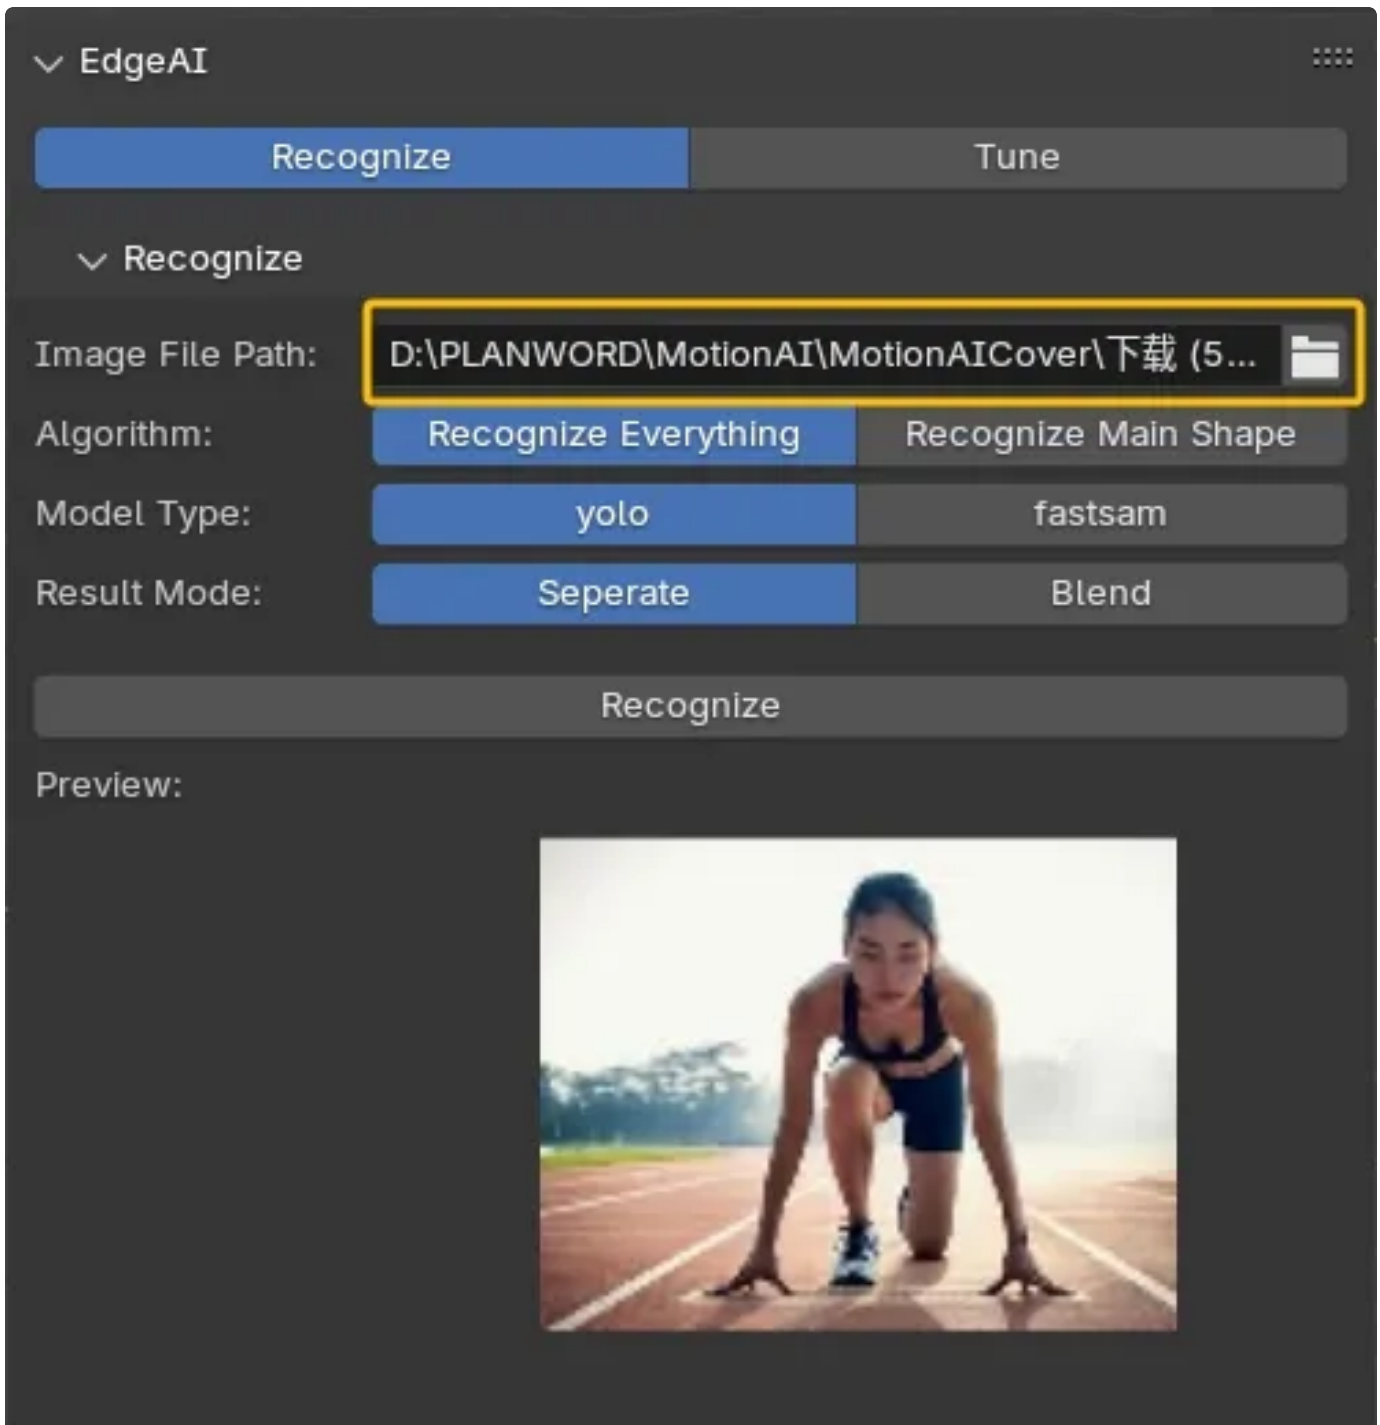 EdgeAI
Recognize Tune
Recognize
Image File Path: D:\PLANWORD\MotionAI\MotionAICover\下载 (5...
Algorithm: Recognize Everything Recognize Main Shape
Model Type: yolo fastsam
Result Mode: Seperate Blend
Recognize
Preview: